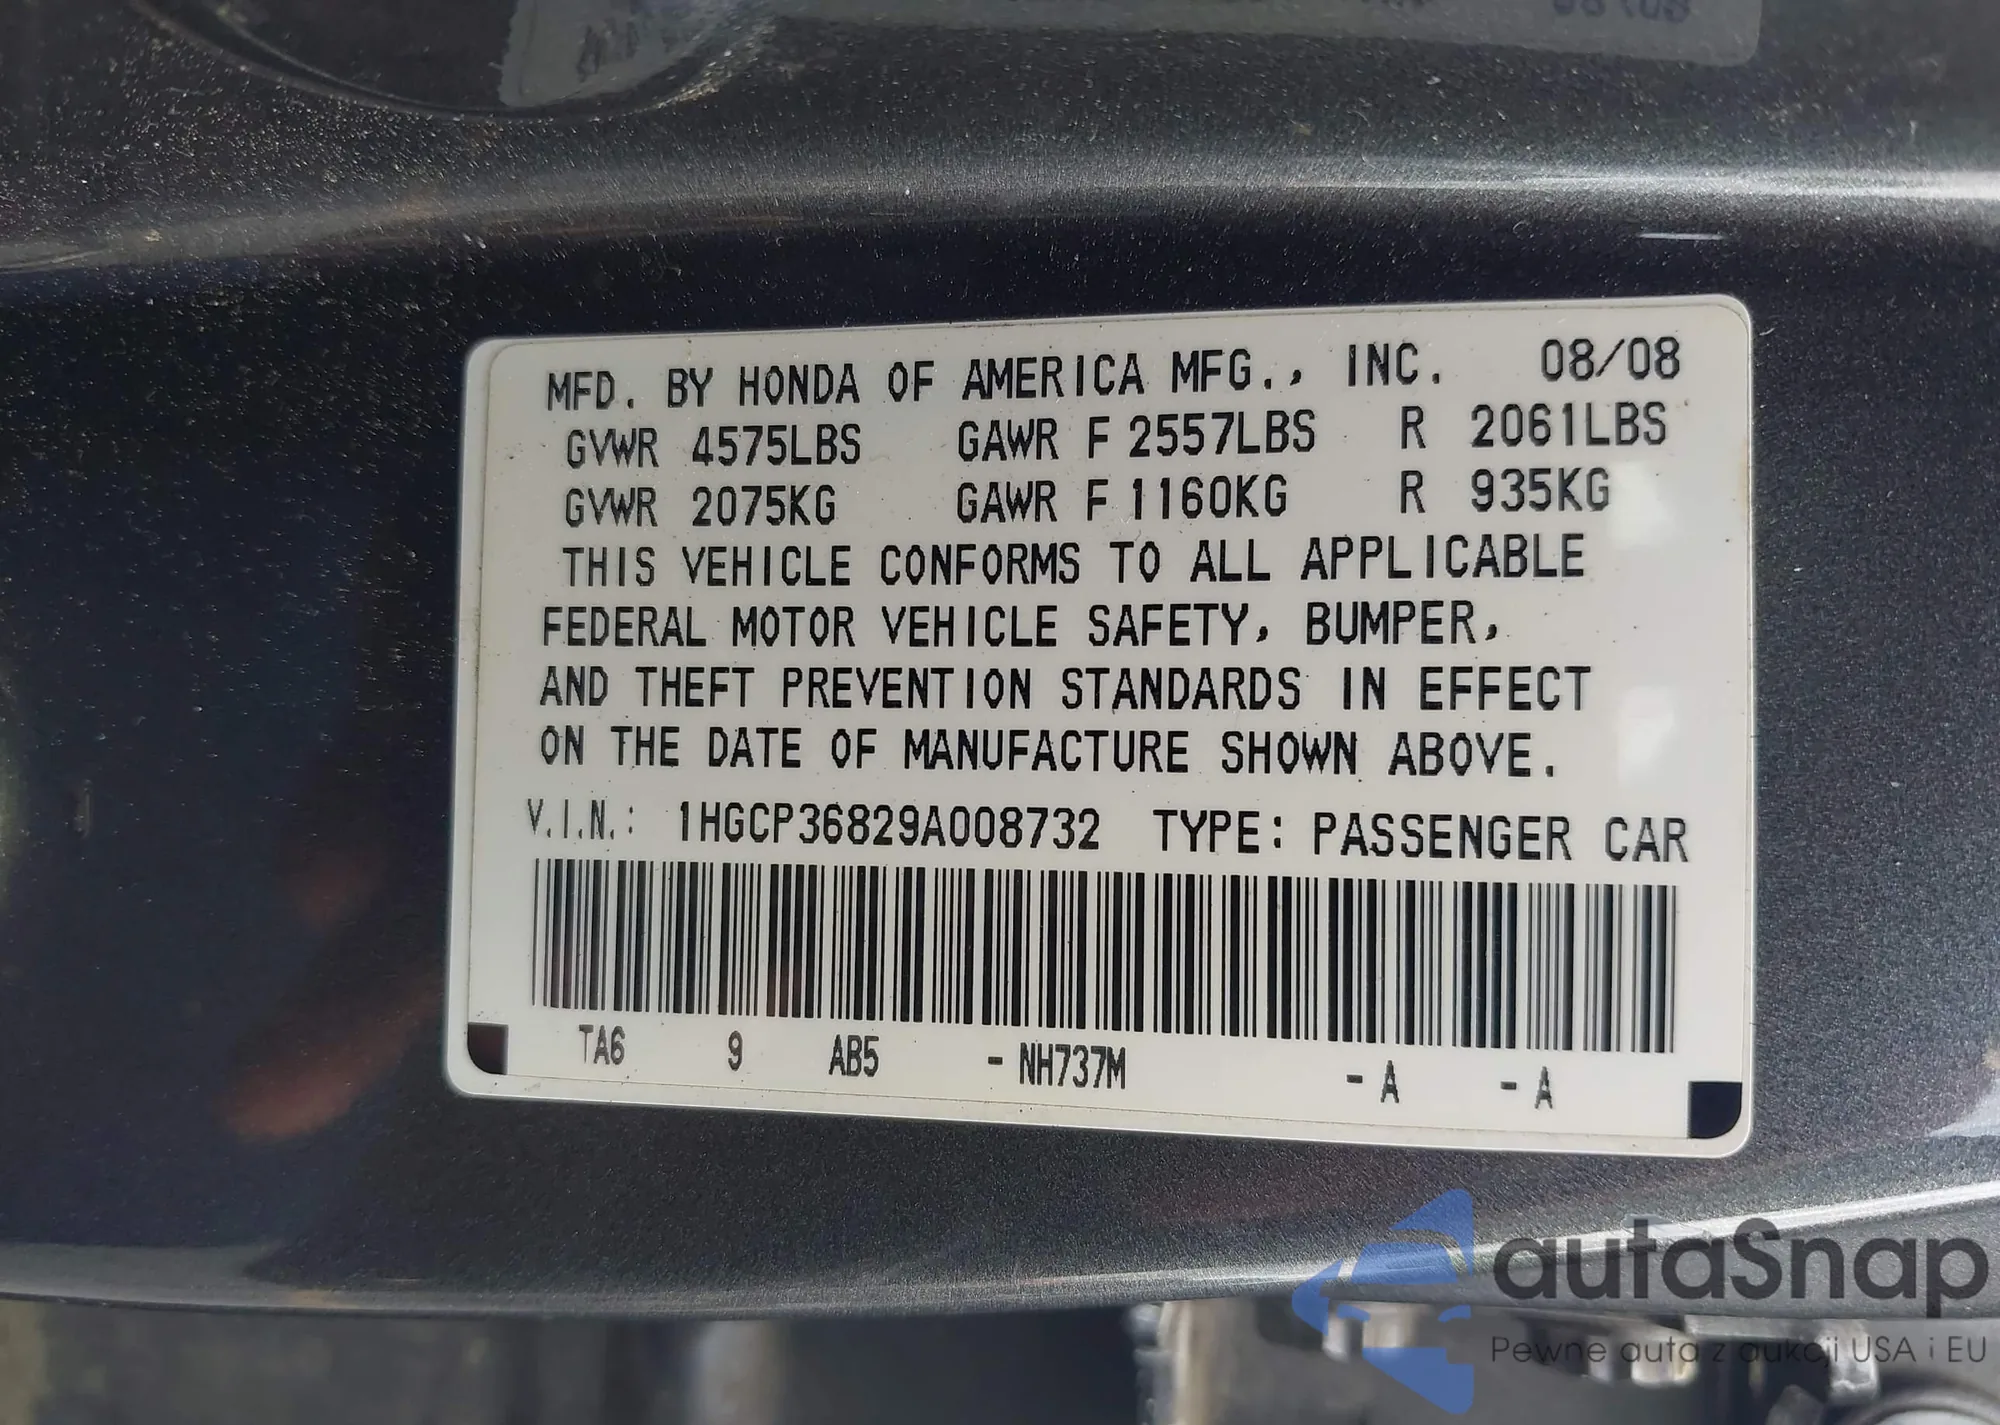 MFD. BY HONDA OF AMERICA MFG., INC. 08/08
GVWR 4575LBS GAWR F 2557LBS R 2061LBS
GVWR 2075KG GAWR F 1160KG R 935KG
THIS VEHICLE CONFORMS TO ALL APPLICABLE
FEDERAL MOTOR VEHICLE SAFETY, BUMPER,
AND THEFT PREVENTION STANDARDS IN EFFECT
ON THE DATE OF MANUFACTURE SHOWN ABOVE.
V.I.N.: 1HGCP36829A008732 TYPE: PASSENGER CAR
TA6 9 AB5 - NH737M - A - A
autaSnap
Pewne auta z aukcji USA i EU